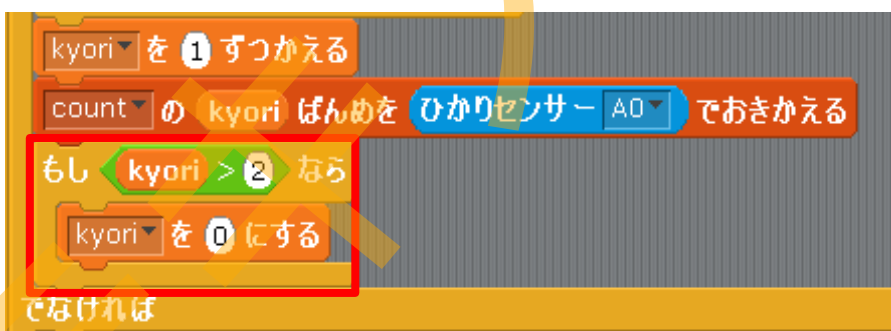 kyori を 1 ずつかえる
count の kyori ばんめを ひかりセンサー A0 でおきかえる
もし kyori > 2 なら
kyori を 0 にする
でなければ